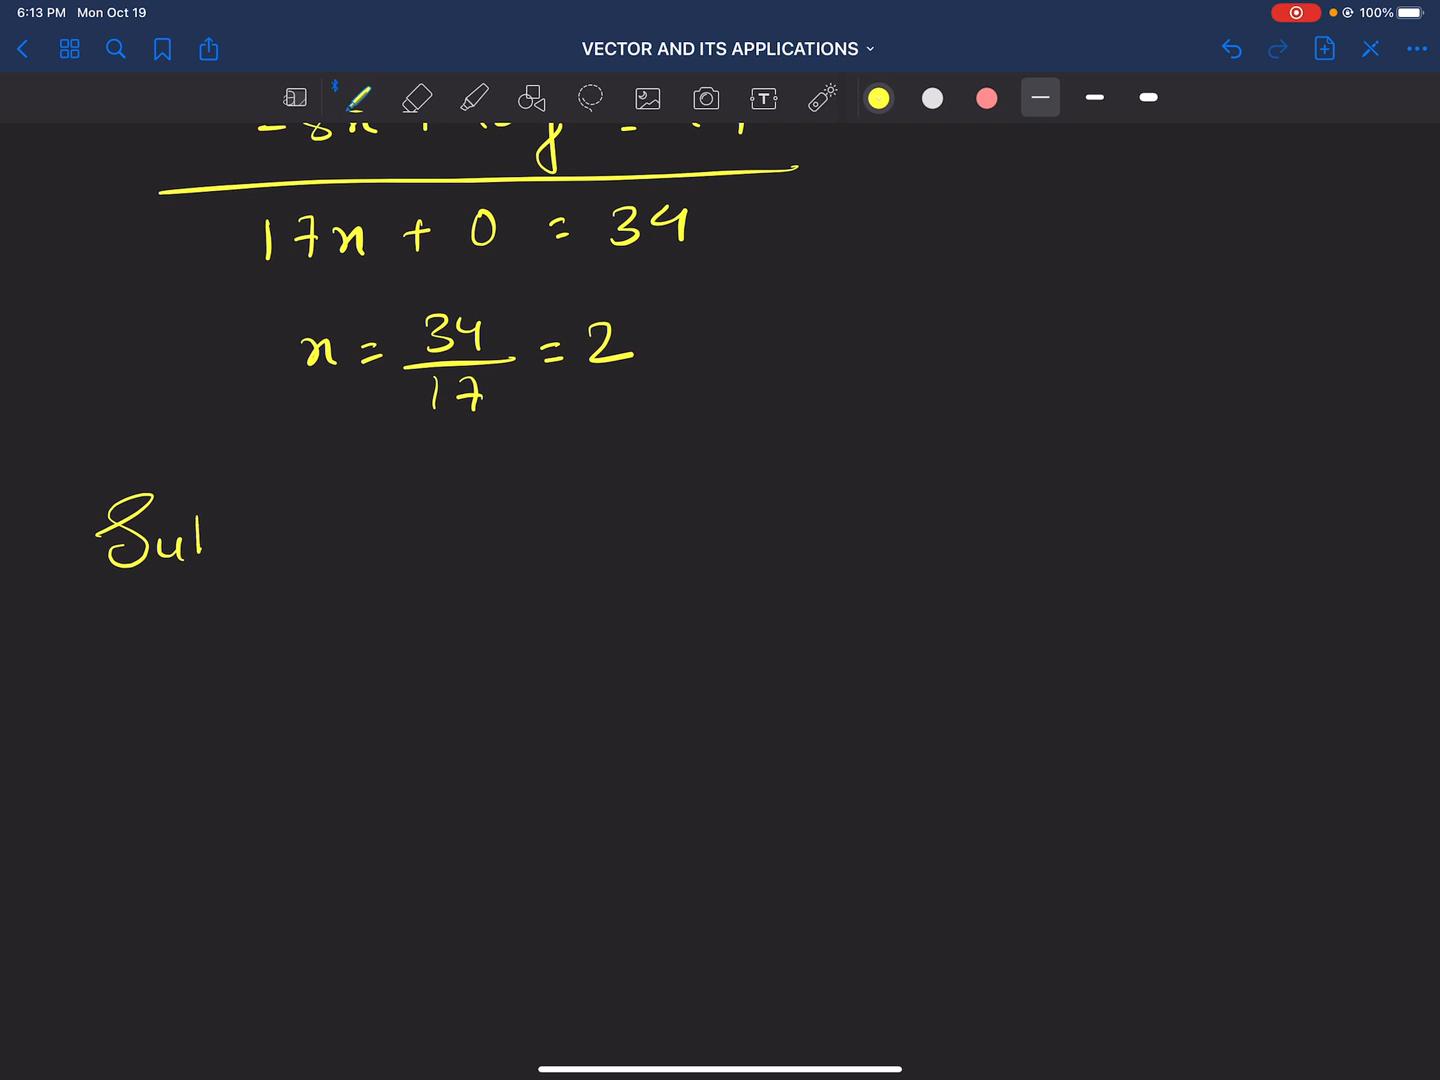 6:13 PM Mon Oct 19
100%
VECTOR AND ITS APPLICATIONS
T
17x + 0 = 34
x = 34/17 = 2
Sul